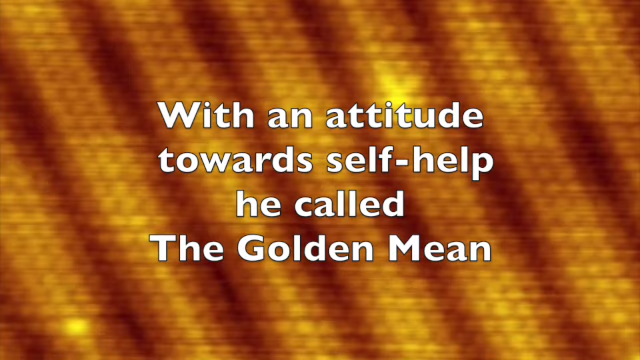 With an attitude
towards self-help
he called
The Golden Mean